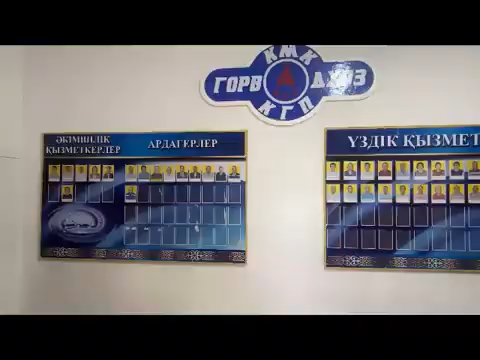 КМК
ГОРВОДХОЗ
КГП
ӘКІМШІЛІК
ҚЫЗМЕТКЕРЛЕР
АРДАГЕРЛЕР
ҮЗДІК ҚЫЗМЕТ